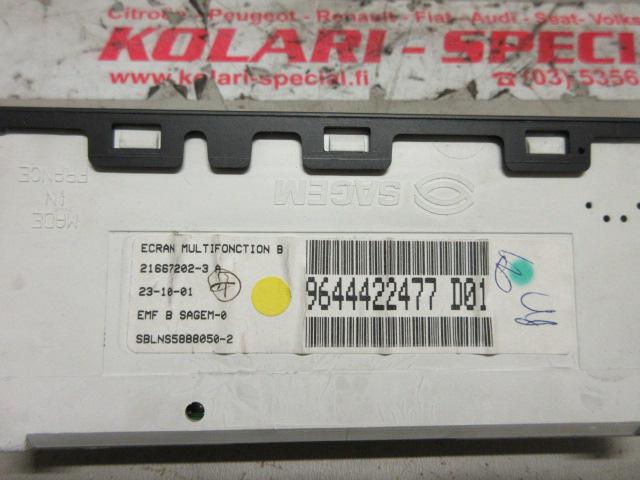 Citroën - Peugeot - Renault - Fiat - Audi - Seat - Volks
KOLARI - SPECI
www.kolari-special.fi
☎(03) 5356
MADE
IN
FRANCE
SAGEM
ECRAN MULTIFONCTION B
21667202-3 A
23-10-01
EMF B SAGEM-0
SBLNS5888050-2
9644422477 D01